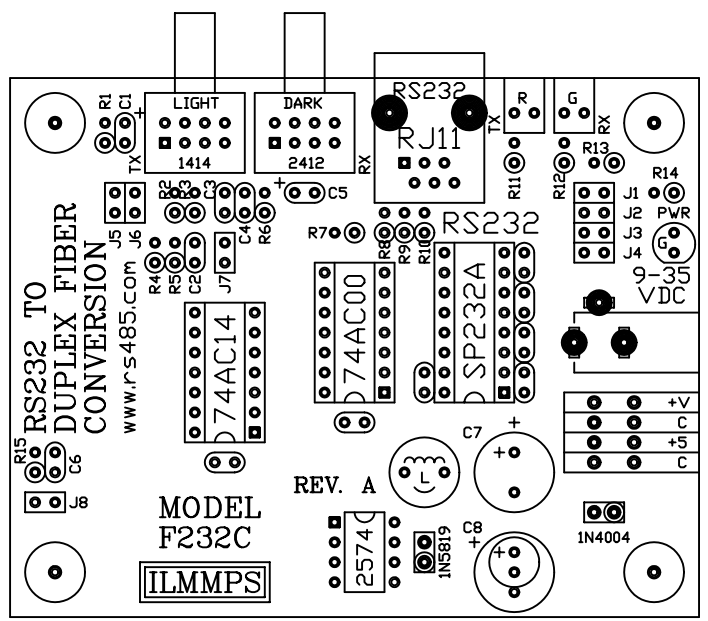 LIGHT
1414
DARK
2412
RS232
RJ11
R
G
TX
RX
R1
C1
+
TX
RX
+
R2
R3
C3
C4
R6
C5
R11
R12
R13
R14
J1
J2
J3
J4
PWR
G
9-35
VDC
J5
J6
R4
R5
C2
J7
R7
R8
R9
R10
RS232
RS232 TO
DUPLEX FIBER
CONVERSION
www.rs485.com
74AC14
74AC00
SP232A
+V
C
+5
C
R15
C6
J8
C7
+
+
L
REV. A
MODEL
F232C
ILMMPS
2574
1N5819
C8
+
+
1N4004